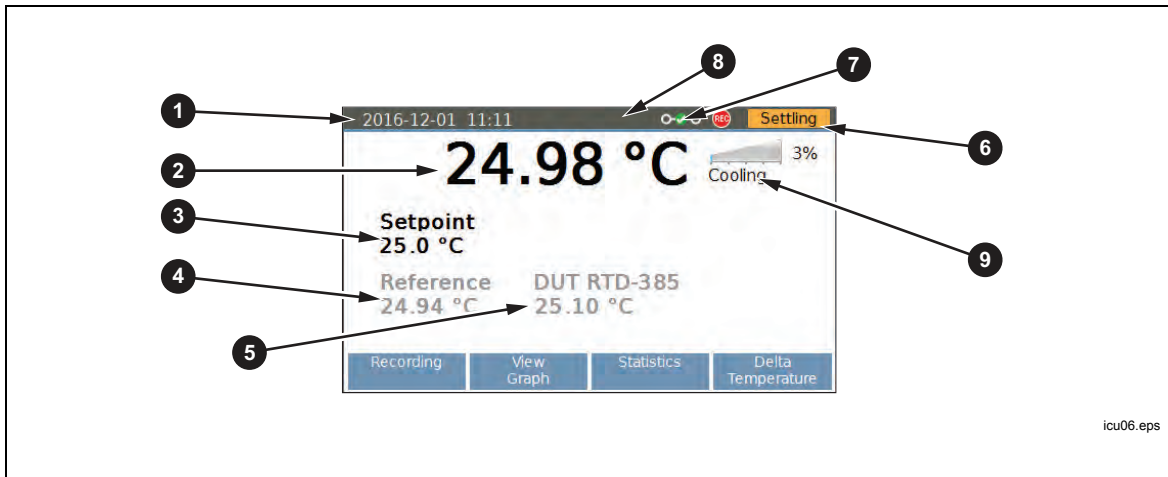 8
7
1
2016-12-01 11:11
REC
Settling
6
2
24.98 °C
3%
Cooling
3
Setpoint
25.0 °C
9
4
Reference DUT RTD-385
24.94 °C 25.10 °C
5
Recording View Graph Statistics Delta Temperature
icu06.eps